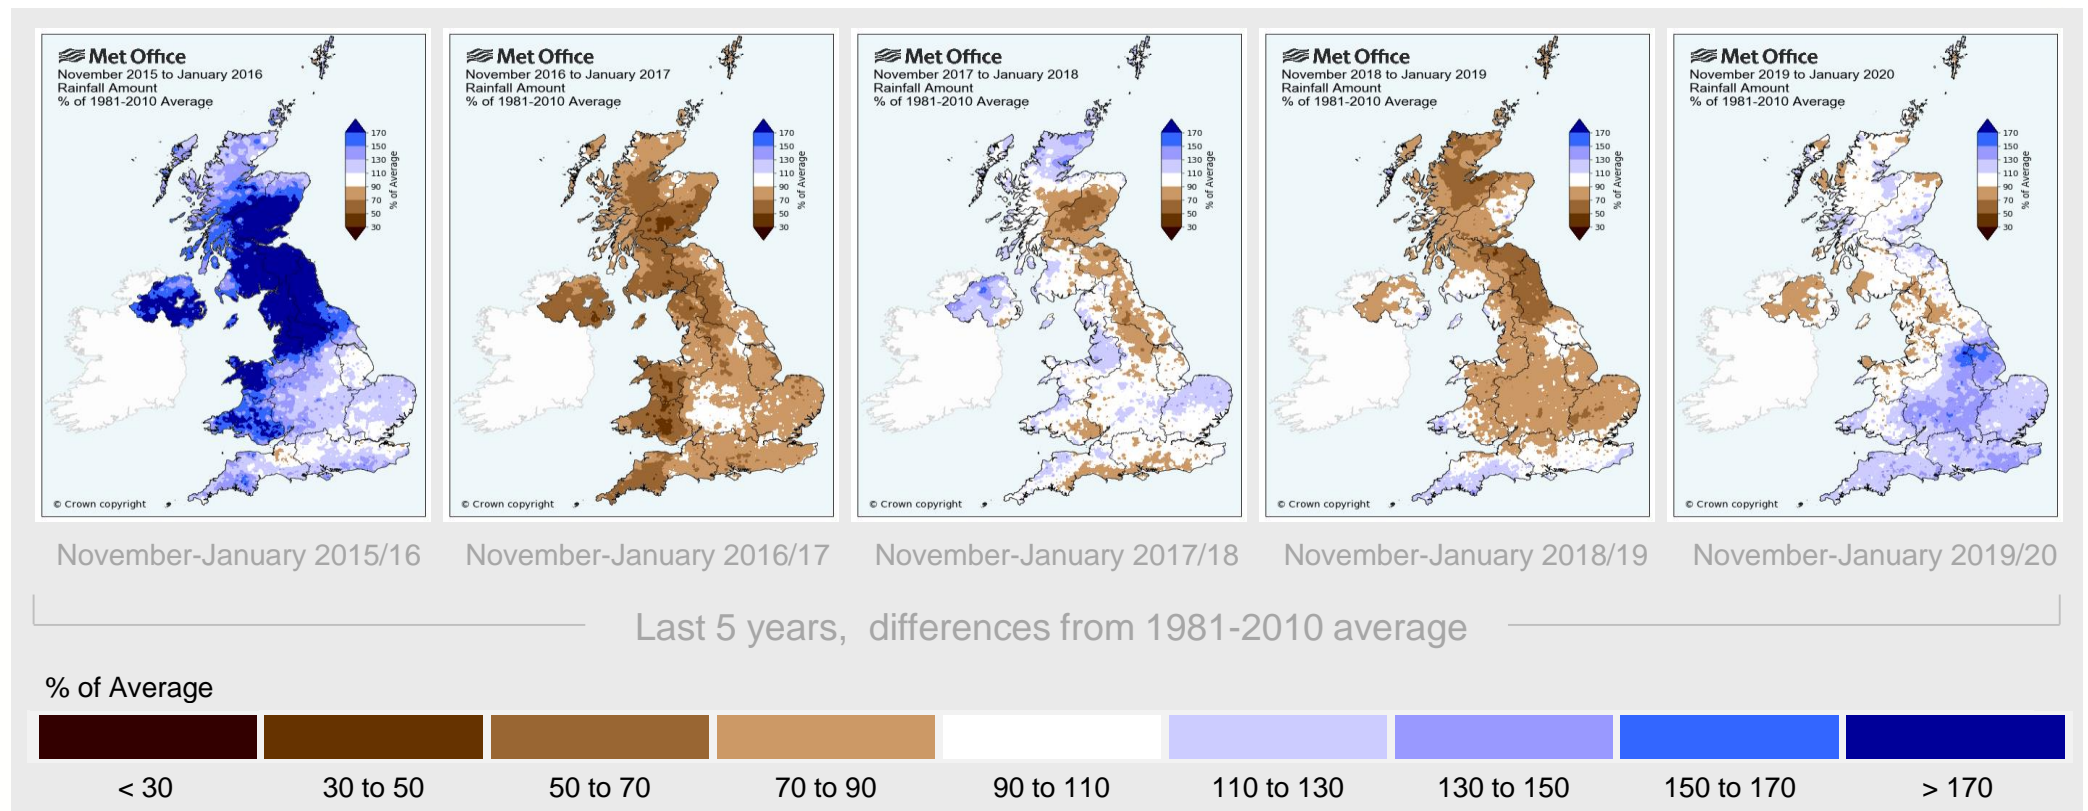 Met Office
November 2015 to January 2016
Rainfall Amount
% of 1981-2010 Average
170
150
130
110
90
70
50
30
% of Average
© Crown copyright
Met Office
November 2016 to January 2017
Rainfall Amount
% of 1981-2010 Average
170
150
130
110
90
70
50
30
% of Average
© Crown copyright
Met Office
November 2017 to January 2018
Rainfall Amount
% of 1981-2010 Average
170
150
130
110
90
70
50
30
% of Average
© Crown copyright
Met Office
November 2018 to January 2019
Rainfall Amount
% of 1981-2010 Average
170
150
130
110
90
70
50
30
% of Average
© Crown copyright
Met Office
November 2019 to January 2020
Rainfall Amount
% of 1981-2010 Average
170
150
130
110
90
70
50
30
% of Average
© Crown copyright
November-January 2015/16
November-January 2016/17
November-January 2017/18
November-January 2018/19
November-January 2019/20
Last 5 years, differences from 1981-2010 average
% of Average
< 30
30 to 50
50 to 70
70 to 90
90 to 110
110 to 130
130 to 150
150 to 170
> 170